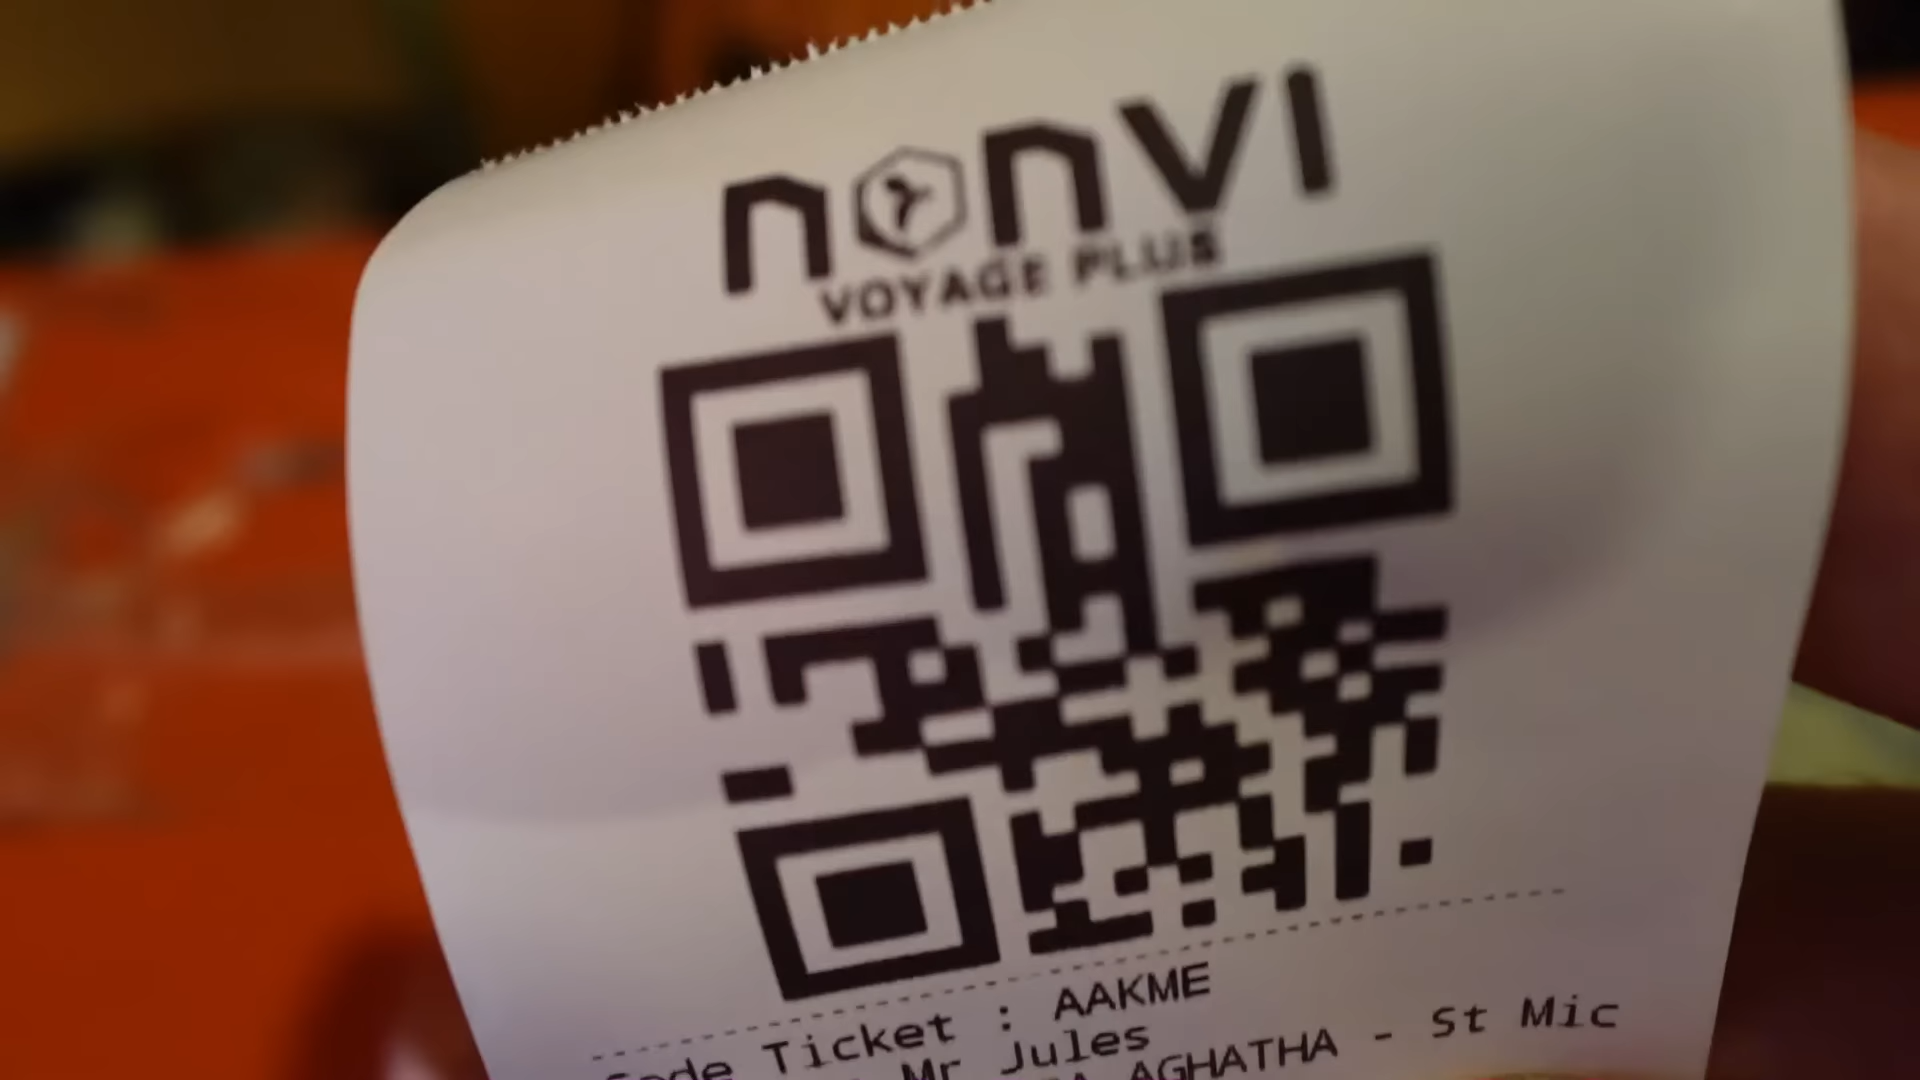 nonvi
VOYAGE PLUS
Code Ticket : AAKME
Mr Jules
AGHATHA - St Mic